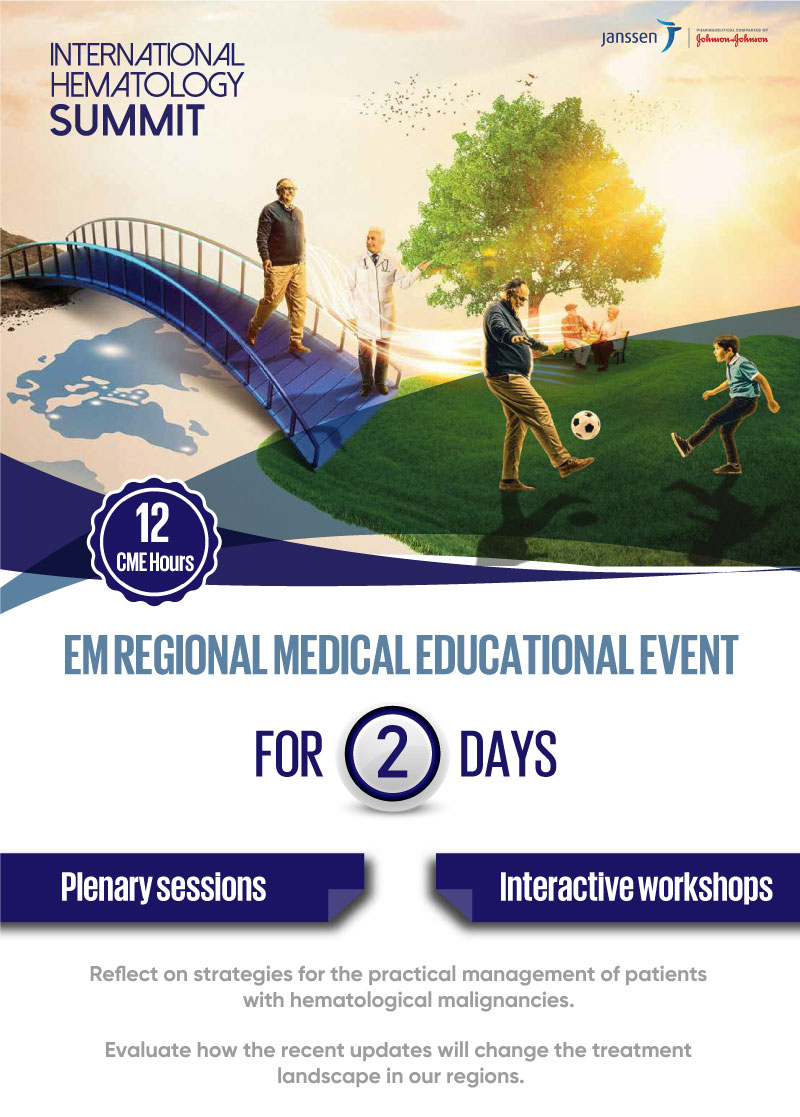 INTERNATIONAL
HEMATOLOGY
SUMMIT
janssen
PHARMACEUTICAL COMPANIES OF
Johnson & Johnson
12
CME Hours
EM REGIONAL MEDICAL EDUCATIONAL EVENT
FOR 2 DAYS
Plenary sessions
Interactive workshops
Reflect on strategies for the practical management of patients
with hematological malignancies.
Evaluate how the recent updates will change the treatment
landscape in our regions.